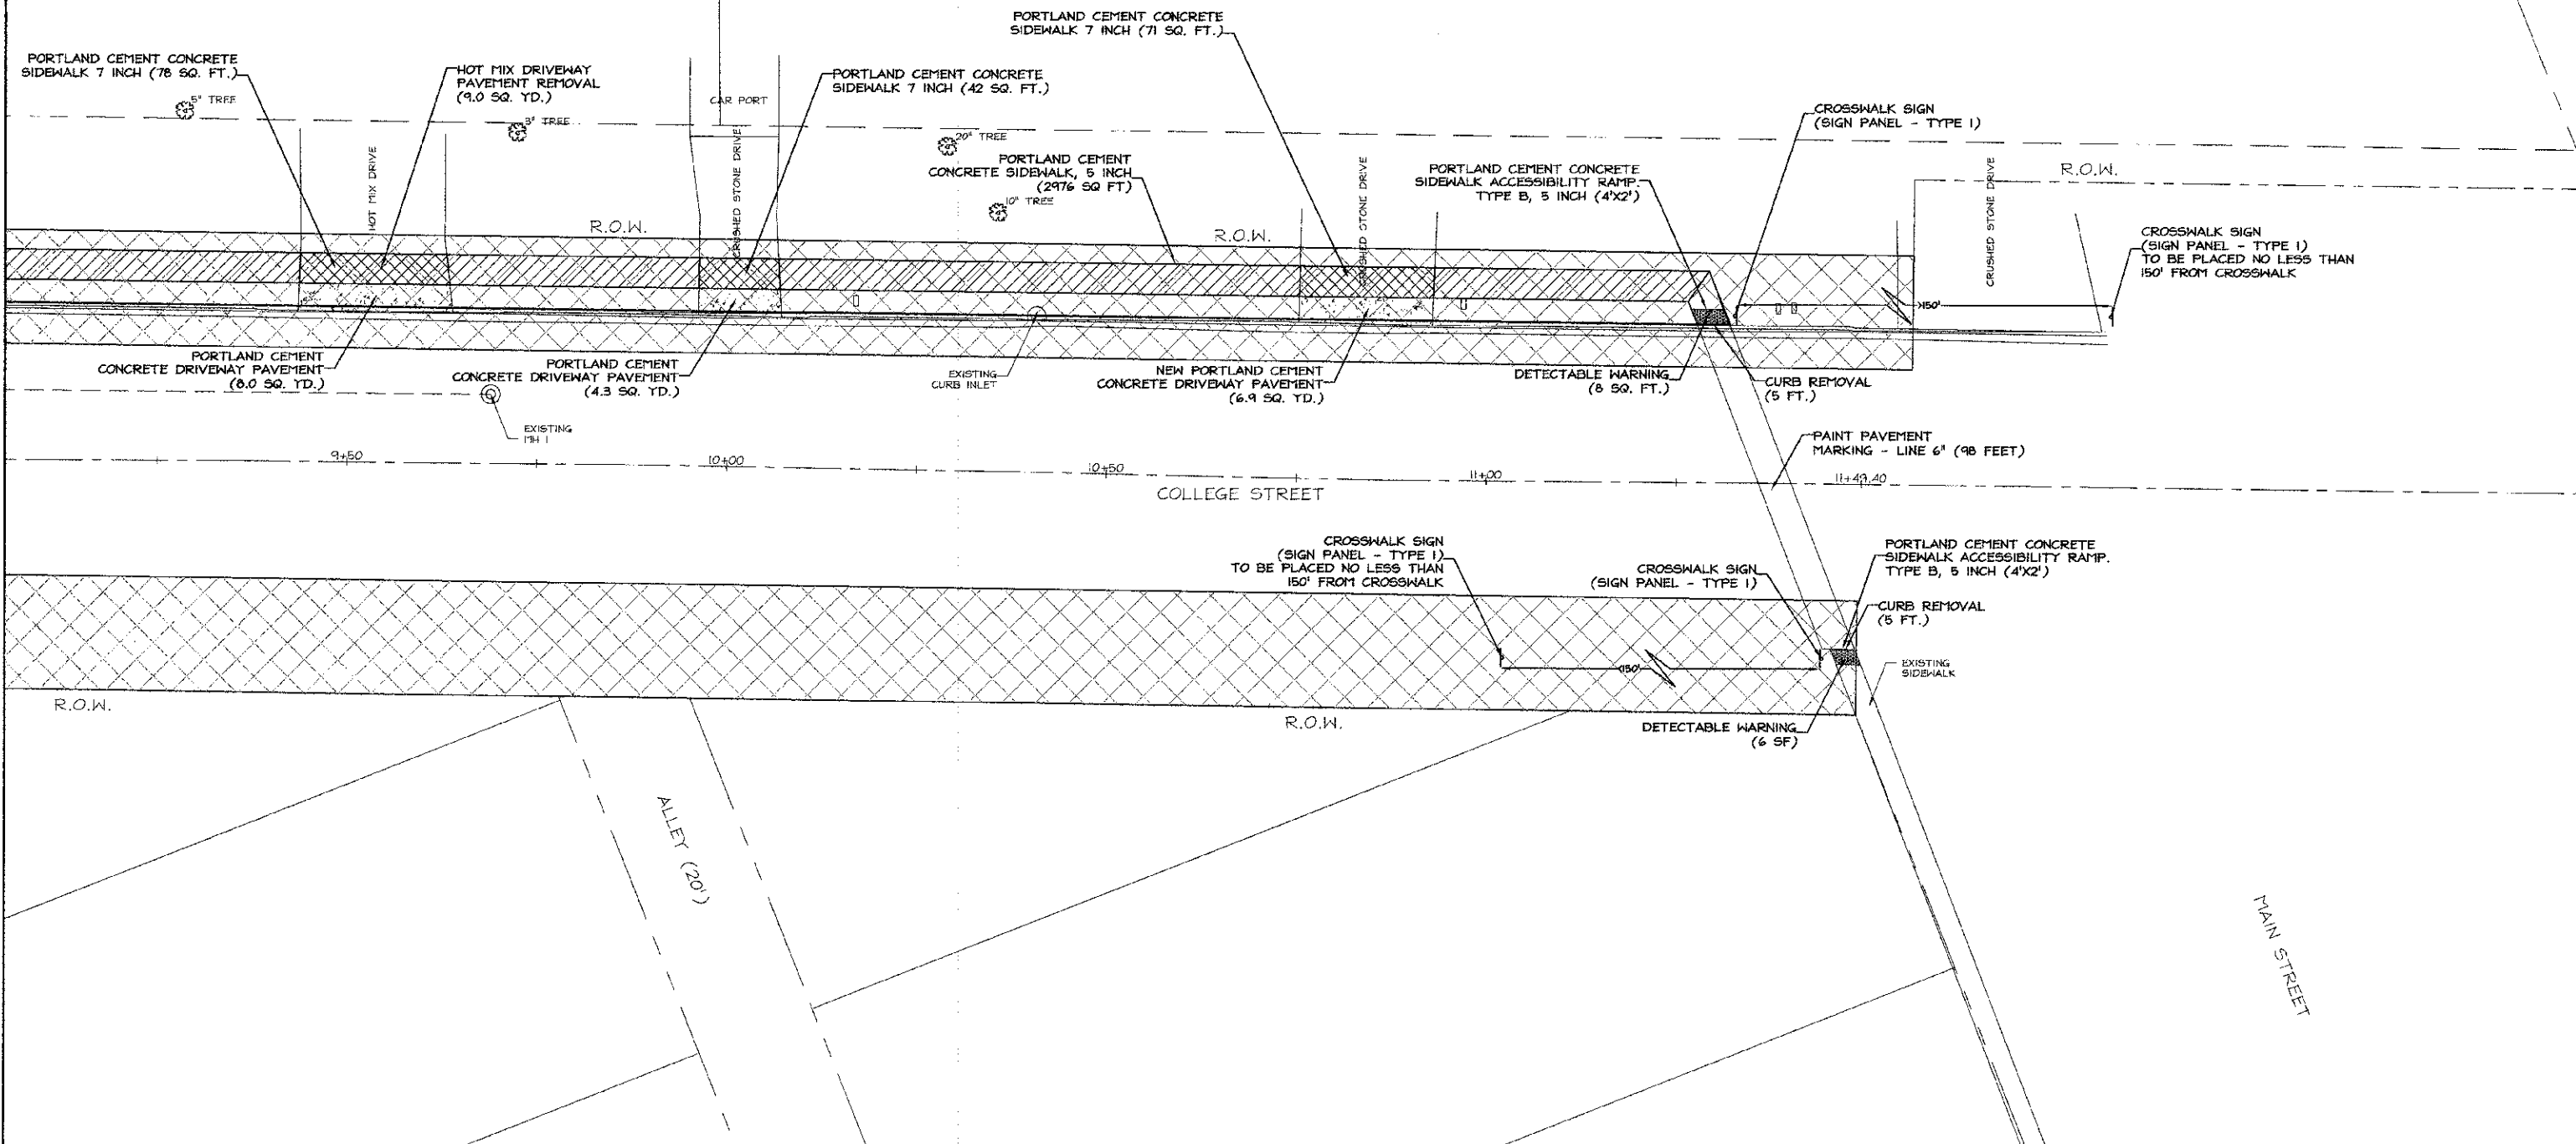 PORTLAND CEMENT CONCRETE
SIDEWALK 7 INCH (71 SQ. FT.)
PORTLAND CEMENT CONCRETE
SIDEWALK 7 INCH (78 SQ. FT.)
HOT MIX DRIVEWAY
PAVEMENT REMOVAL
(9.0 SQ. YD.)
PORTLAND CEMENT CONCRETE
SIDEWALK 7 INCH (42 SQ. FT.)
5" TREE
3" TREE
CAR PORT
20" TREE
CROSSWALK SIGN
(SIGN PANEL - TYPE 1)
HOT MIX DRIVE
CRUSHED STONE DRIVE
PORTLAND CEMENT
CONCRETE SIDEWALK, 5 INCH
(2976 SQ FT)
10" TREE
CRUSHED STONE DRIVE
PORTLAND CEMENT CONCRETE
SIDEWALK ACCESSIBILITY RAMP.
TYPE B, 5 INCH (4'X2')
CRUSHED STONE DRIVE
R.O.W.
R.O.W.
R.O.W.
CROSSWALK SIGN
(SIGN PANEL - TYPE 1)
TO BE PLACED NO LESS THAN
150' FROM CROSSWALK
>150'
PORTLAND CEMENT
CONCRETE DRIVEWAY PAVEMENT
(8.0 SQ. YD.)
PORTLAND CEMENT
CONCRETE DRIVEWAY PAVEMENT
(4.3 SQ. YD.)
EXISTING
CURB INLET
NEW PORTLAND CEMENT
CONCRETE DRIVEWAY PAVEMENT
(6.9 SQ. YD.)
DETECTABLE WARNING
(8 SQ. FT.)
CURB REMOVAL
(5 FT.)
EXISTING
MH 1
PAINT PAVEMENT
MARKING - LINE 6" (98 FEET)
9+50
10+00
10+50
11+00
11+49.40
COLLEGE STREET
CROSSWALK SIGN
(SIGN PANEL - TYPE 1)
TO BE PLACED NO LESS THAN
150' FROM CROSSWALK
CROSSWALK SIGN
(SIGN PANEL - TYPE 1)
PORTLAND CEMENT CONCRETE
SIDEWALK ACCESSIBILITY RAMP.
TYPE B, 5 INCH (4'X2')
CURB REMOVAL
(5 FT.)
EXISTING
SIDEWALK
R.O.W.
R.O.W.
DETECTABLE WARNING
(6 SF)
ALLEY (20')
MAIN STREET